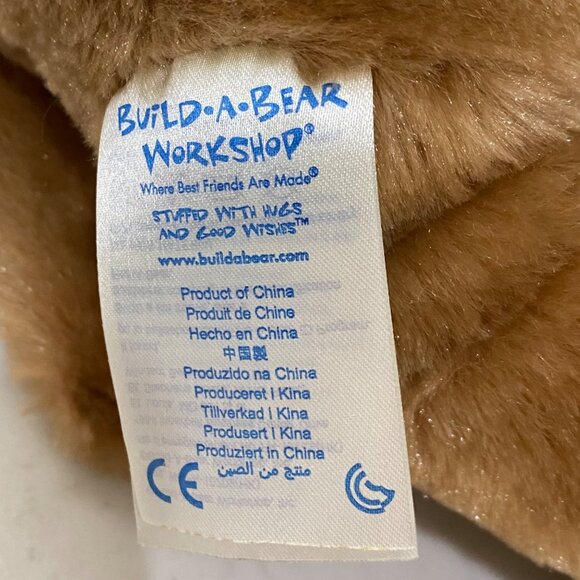 BUiLD•A•BEAR
WORKSHOP®
Where Best Friends Are Made®
STUFFED WITH HUGS
AND GOOD WISHES™
www.buildabear.com
Product of China
Produit de Chine
Hecho en China
中国製
Produzido na China
Produceret i Kina
Tillverkad i Kina
Produsert i Kina
Produziert in China
منتج من الصين
CE